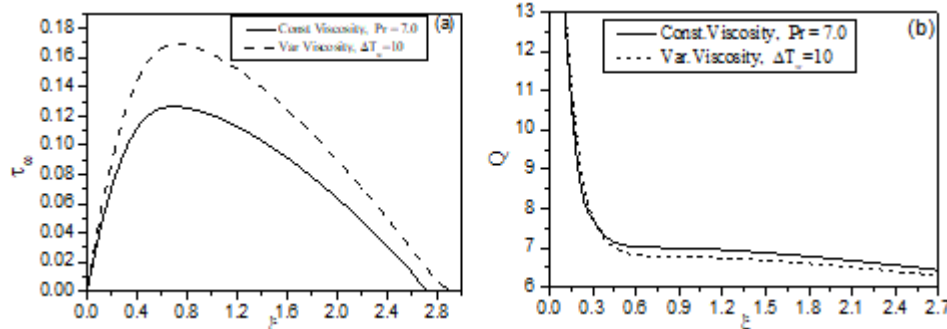 (a)
Const Viscosity, Pr = 7.0
Var Viscosity, ΔT_w=10
0.18
0.16
0.14
0.12
0.10
0.08
0.06
0.04
0.02
0.00
τ_ω
0.0 0.4 0.8 1.2 1.6 2.0 2.4 2.8
ξ
(b)
Const.Viscosity, Pr = 7.0
Var. Viscosity, ΔT_w=10
13
12
11
10
9
8
7
6
Q
0.0 0.3 0.6 0.9 1.2 1.5 1.8 2.1 2.4 2.7
ξ